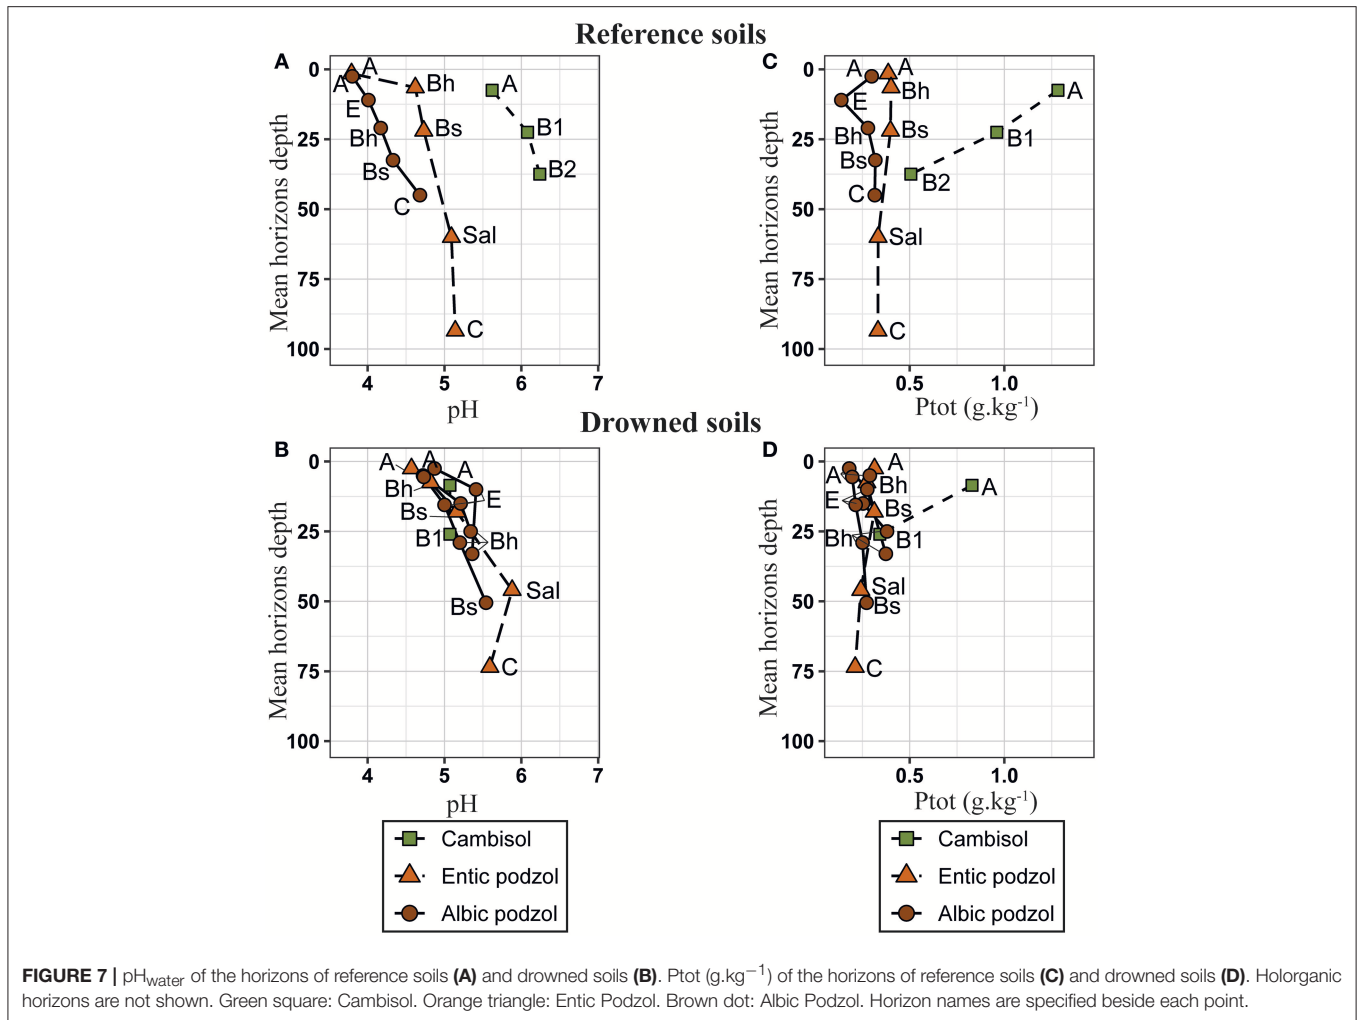 Reference soils
A
0
25
50
75
100
Mean horizons depth
A
A
Bh
A
E
B1
Bh
Bs
Bs
B2
C
Sal
C
4
5
6
7
pH
C
0
25
50
75
100
Mean horizons depth
A
A
Bh
A
E
Bh
Bs
B1
Bs
B2
C
Sal
C
0.5
1.0
Ptot (g.kg-1)
Drowned soils
B
0
25
50
75
100
Mean horizons depth
A
A
A
Bh
E
Bs
B1
Bh
Sal
Bs
C
4
5
6
7
pH
D
0
25
50
75
100
Mean horizons depth
A
A
Bh
A
E
Bs
Bh
B1
Sal
Bs
C
0.5
1.0
Ptot (g.kg-1)
Cambisol
Entic podzol
Albic podzol
Cambisol
Entic podzol
Albic podzol
FIGURE 7 | pHwater of the horizons of reference soils (A) and drowned soils (B). Ptot (g.kg−1) of the horizons of reference soils (C) and drowned soils (D). Holorganic
horizons are not shown. Green square: Cambisol. Orange triangle: Entic Podzol. Brown dot: Albic Podzol. Horizon names are specified beside each point.